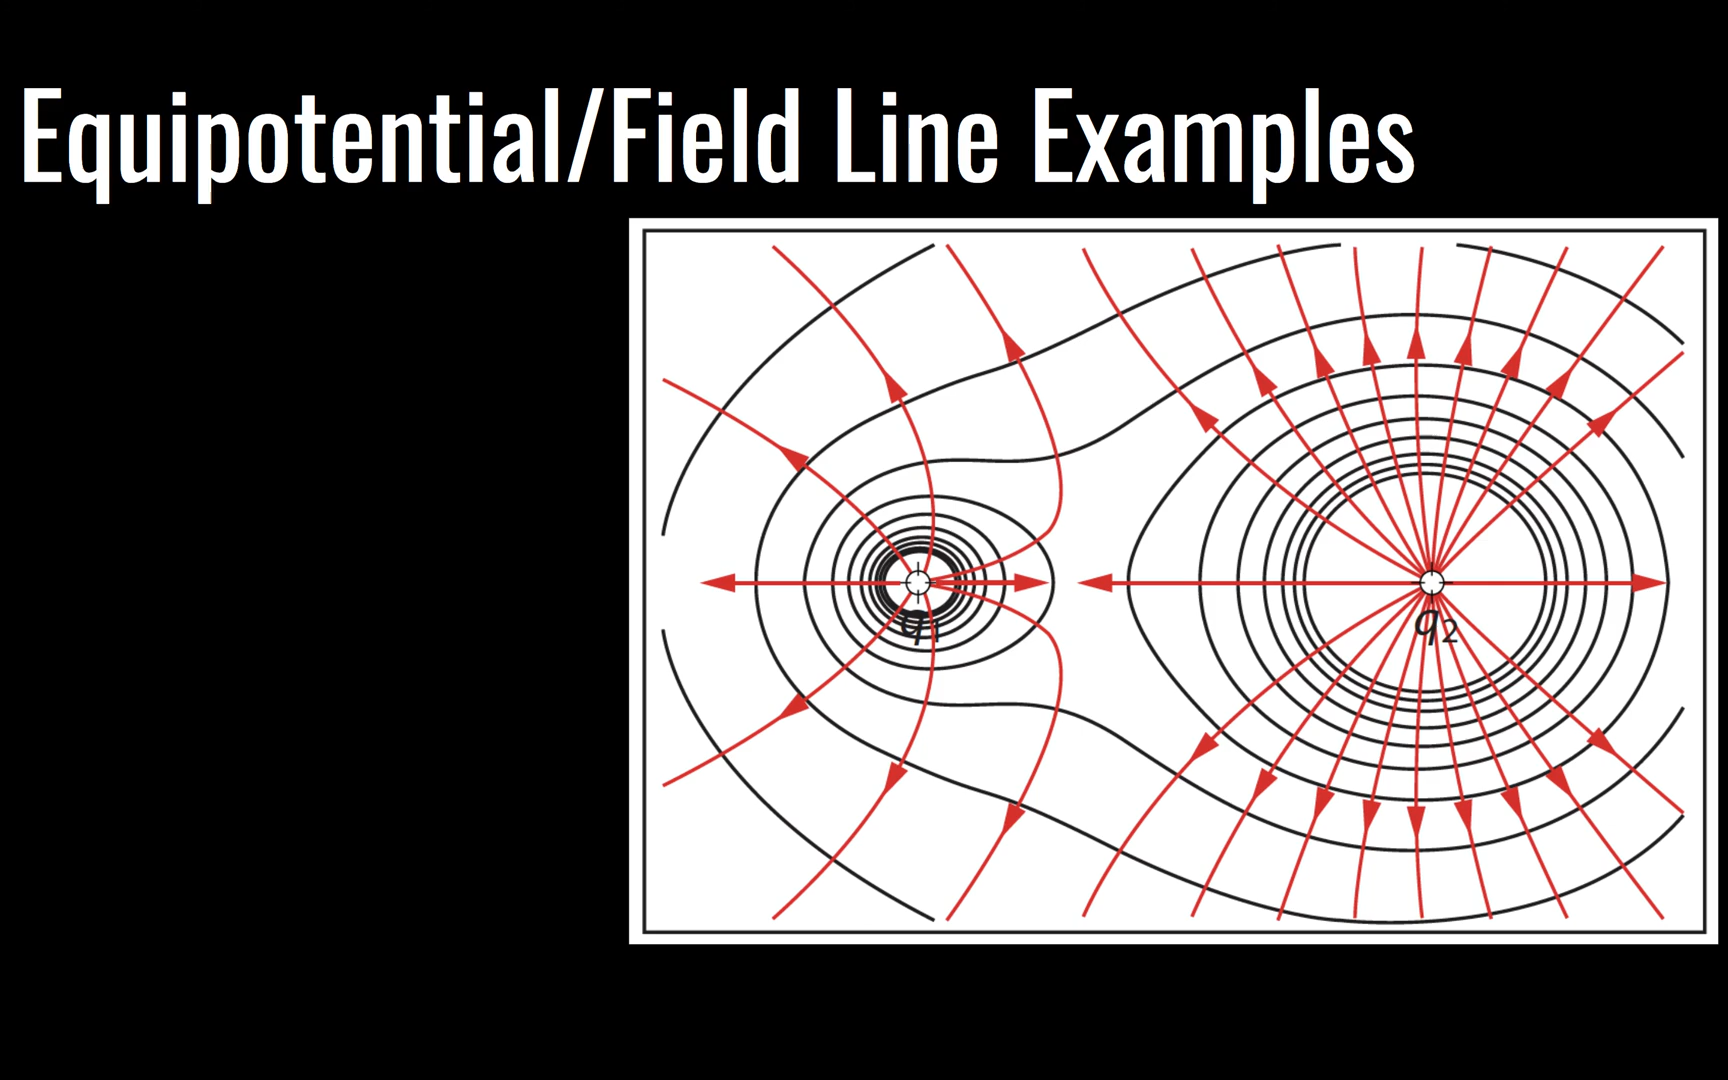 Equipotential/Field Line Examples
q₁
q₂